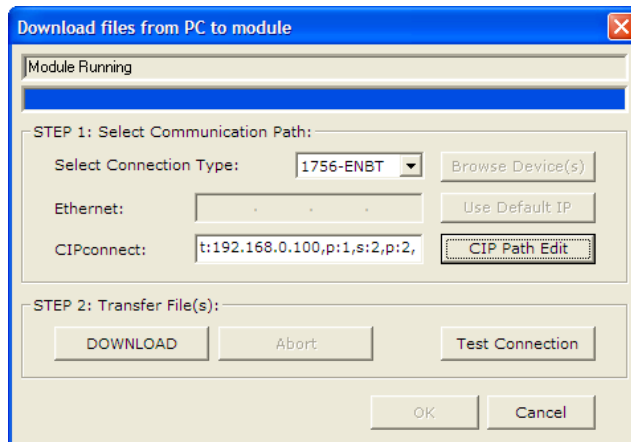 Download files from PC to module
Module Running
STEP 1: Select Communication Path:
Select Connection Type: 1756-ENBT Browse Device(s)
Ethernet: . . . Use Default IP
CIPconnect: t:192.168.0.100,p:1,s:2,p:2, CIP Path Edit
STEP 2: Transfer File(s):
DOWNLOAD Abort Test Connection
OK Cancel